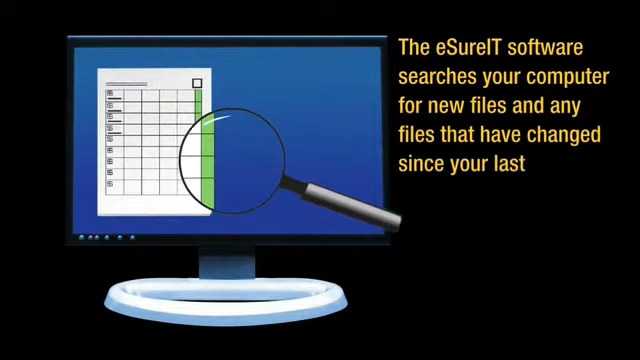 The eSureIT software
searches your computer
for new files and any
files that have changed
since your last